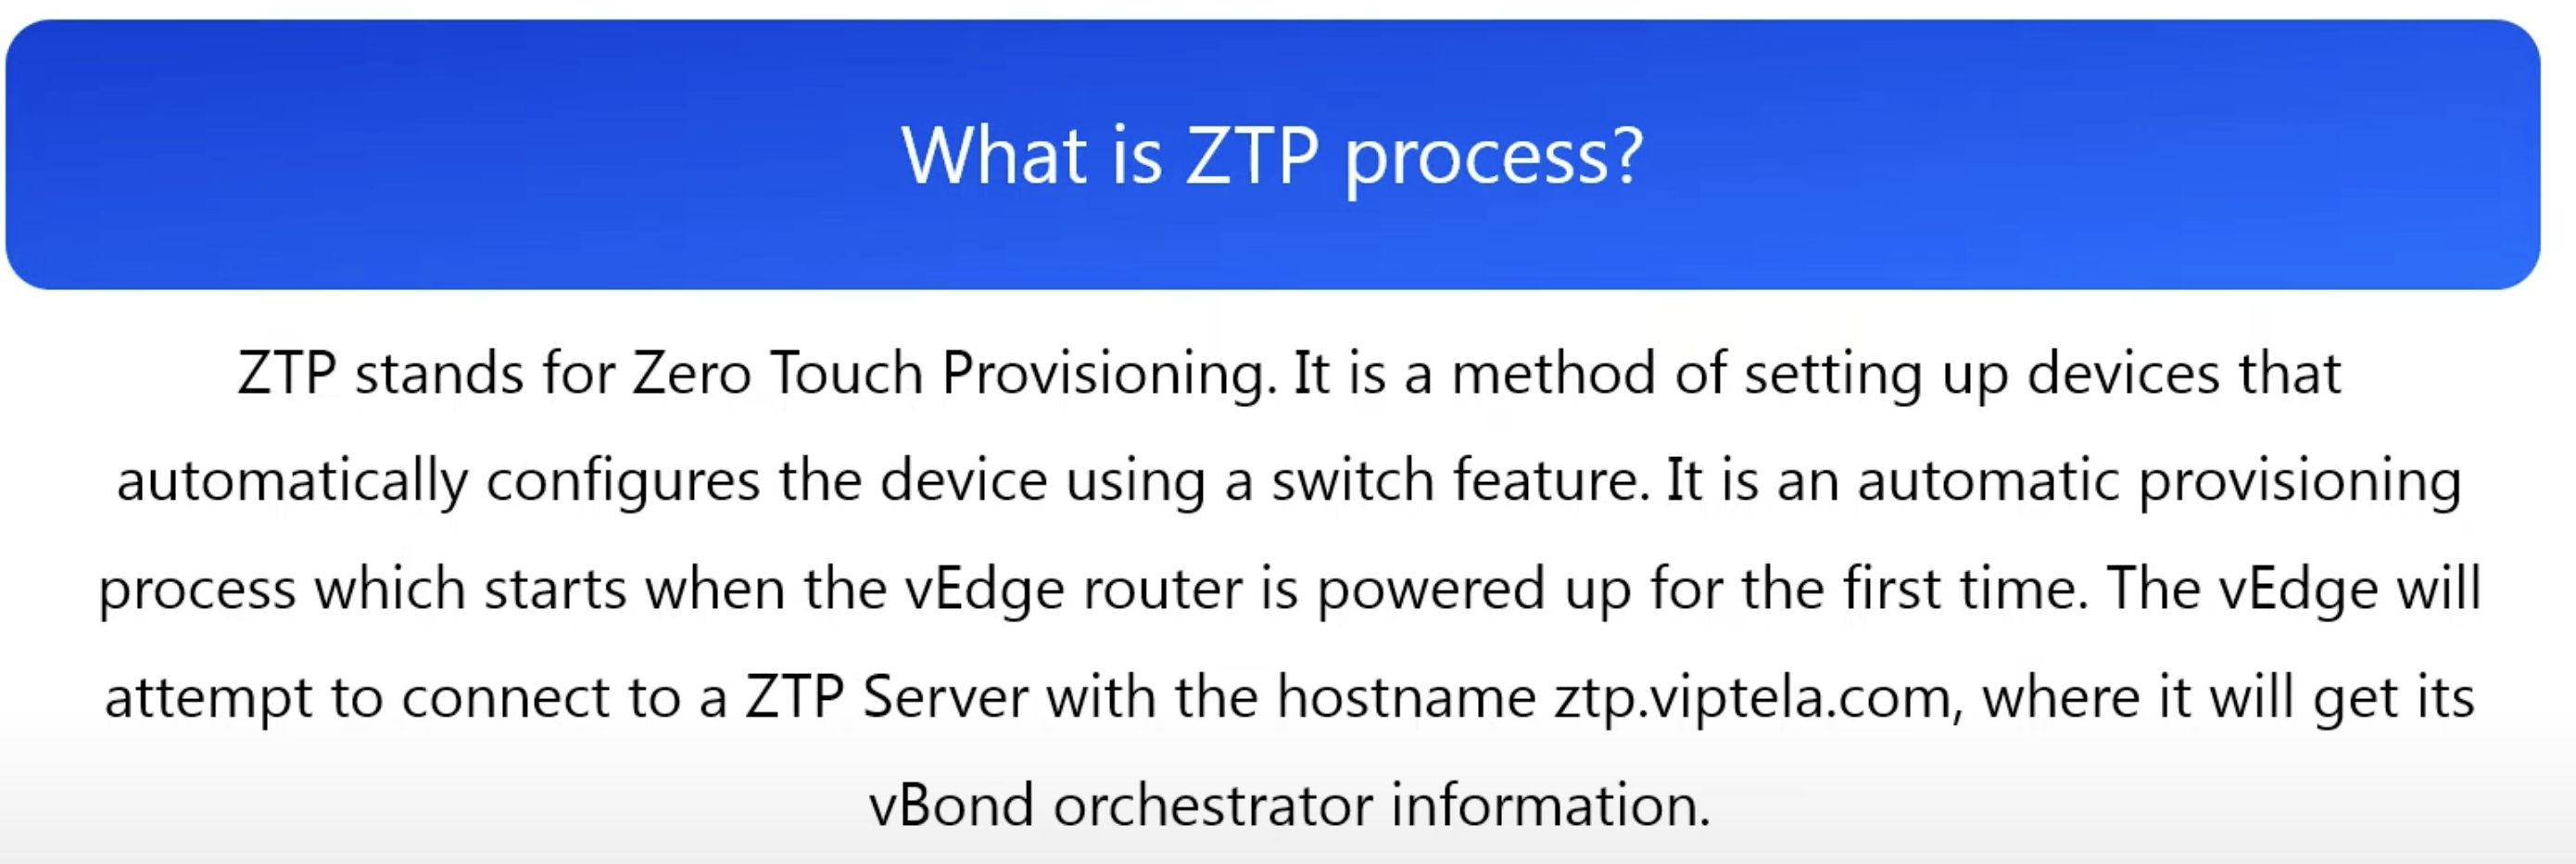 What is ZTP process?
ZTP stands for Zero Touch Provisioning. It is a method of setting up devices that
automatically configures the device using a switch feature. It is an automatic provisioning
process which starts when the vEdge router is powered up for the first time. The vEdge will
attempt to connect to a ZTP Server with the hostname ztp.viptela.com, where it will get its
vBond orchestrator information.